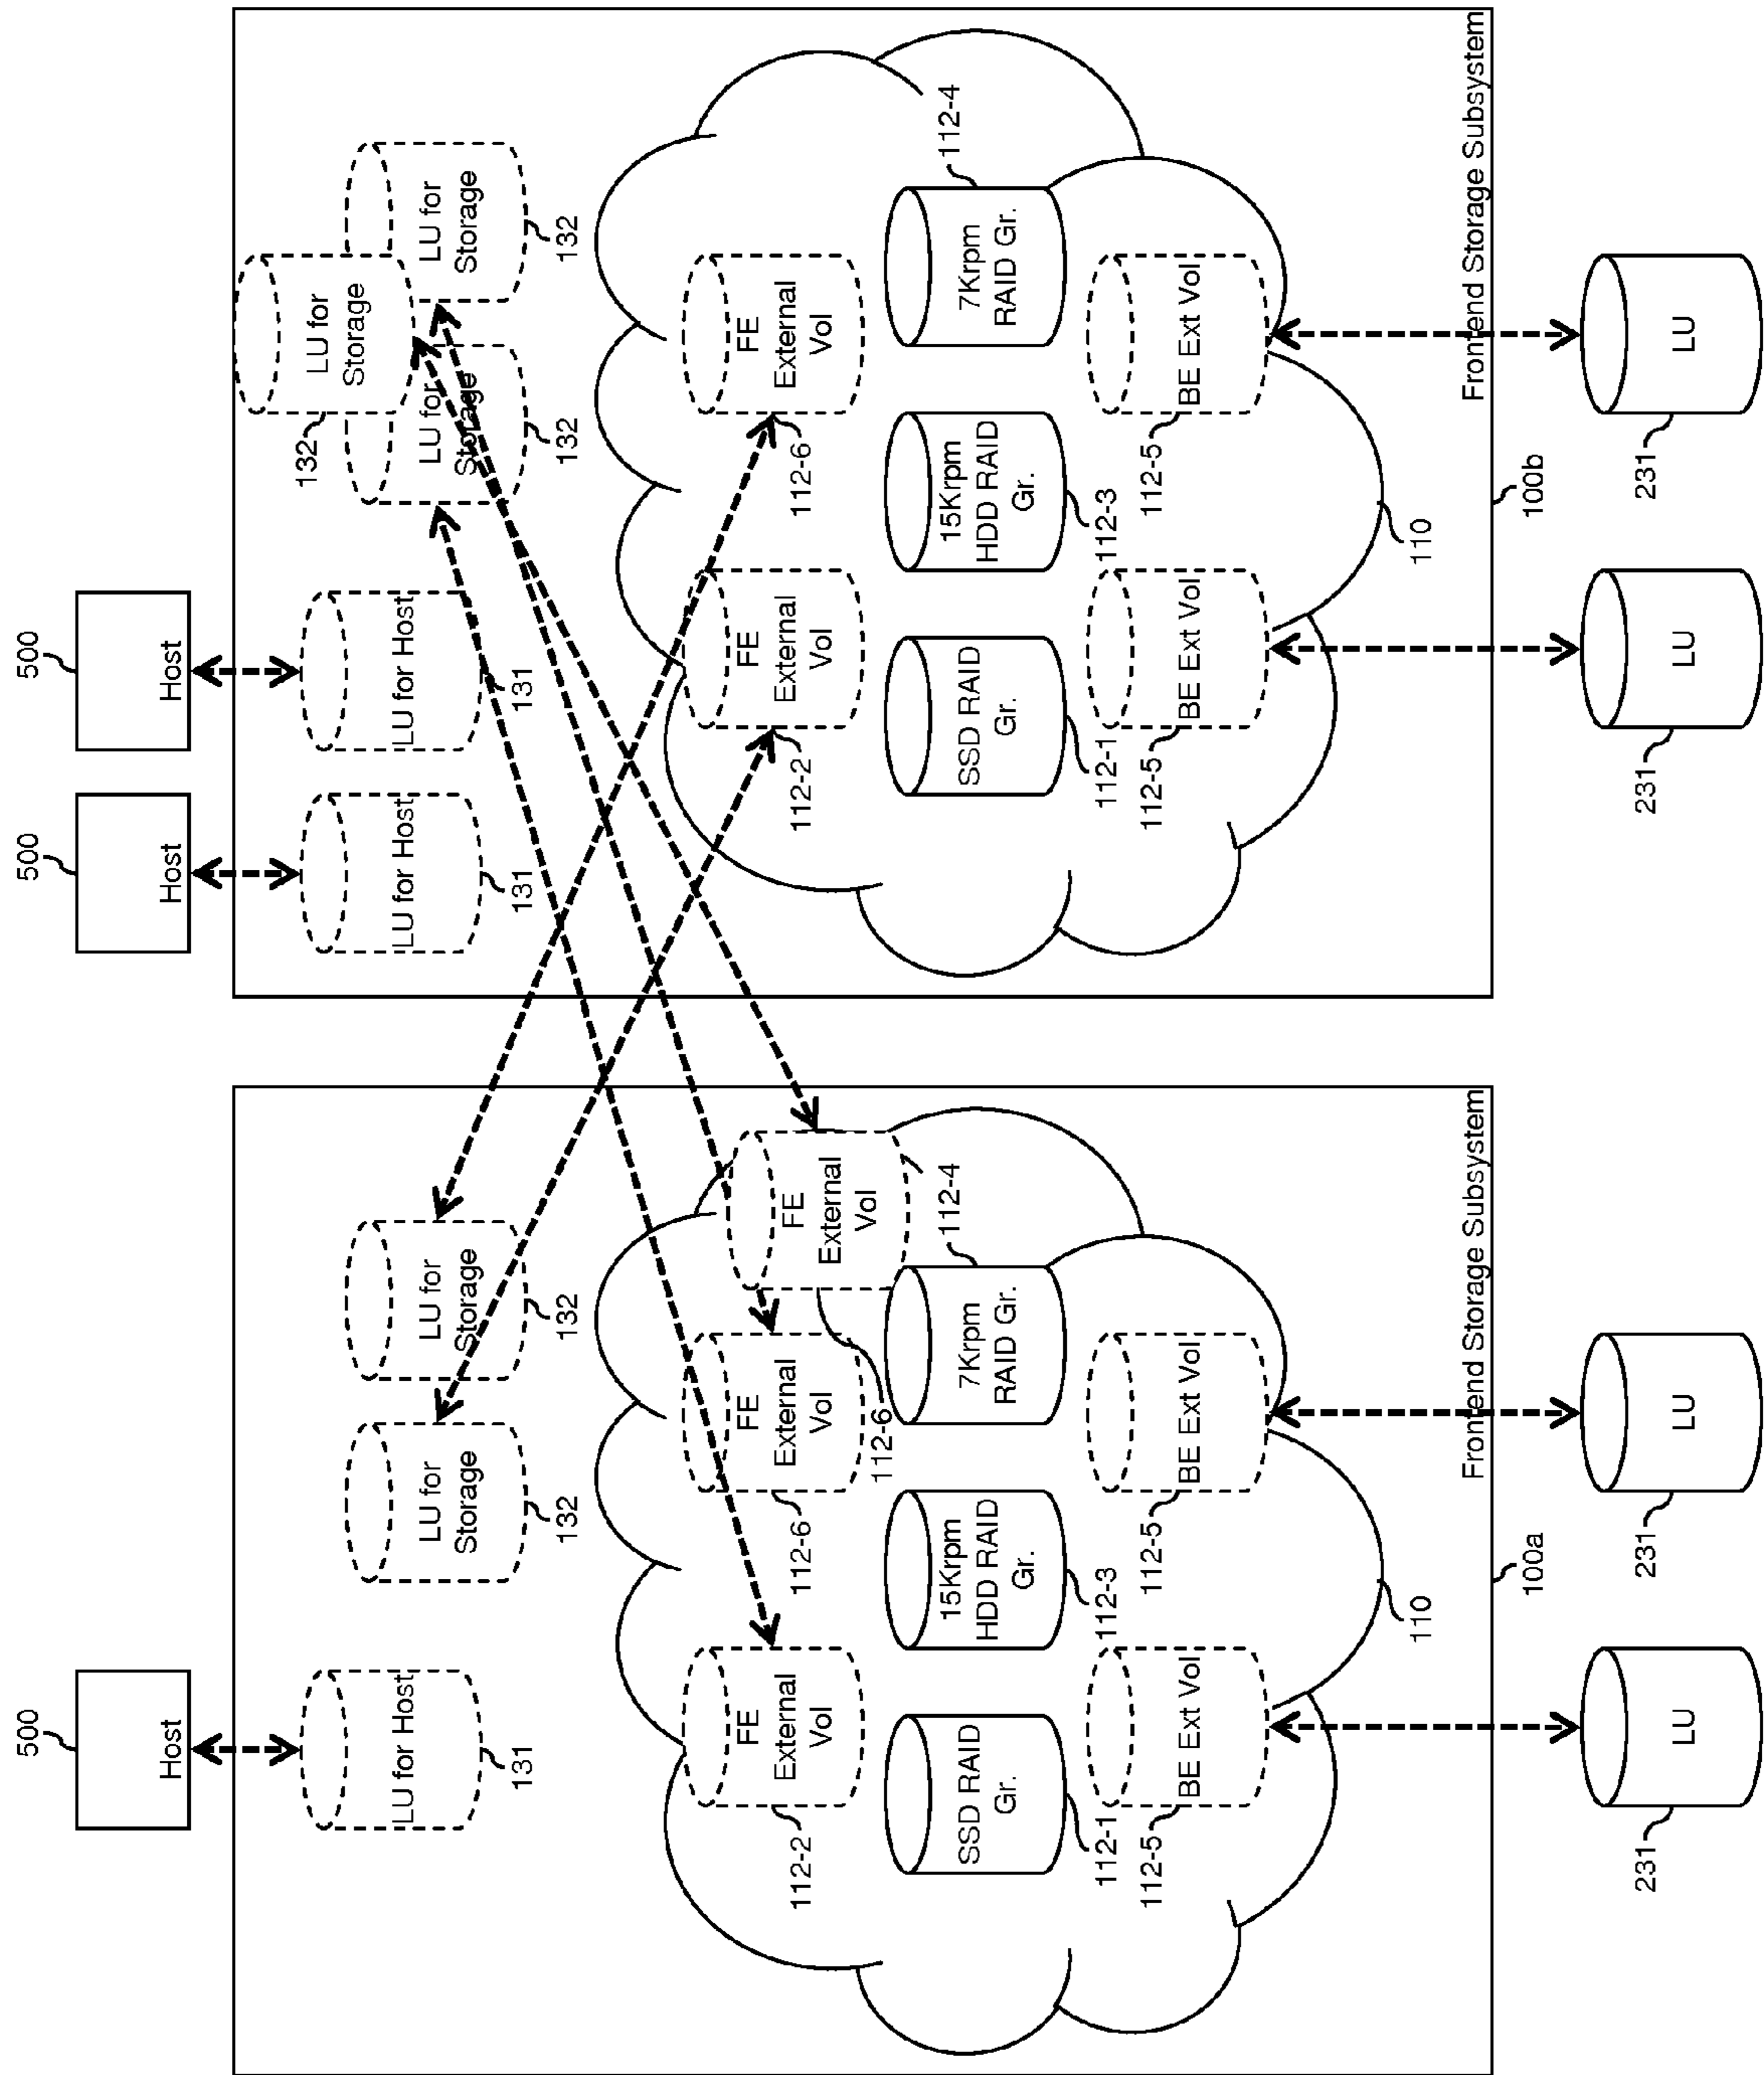 500
Host
LU for Host
131
LU for
Storage
132
LU for
Storage
132
FE
External
Vol
112-2
FE
External
Vol
112-6
FE
External
Vol
112-6
SSD RAID
Gr.
112-1
15Krpm
HDD RAID
Gr.
112-3
7Krpm
RAID Gr.
112-4
BE Ext Vol
112-5
BE Ext Vol
112-5
110
Frontend Storage Subsystem
100a
LU
231
LU
231
500
Host
LU for Host
131
500
Host
LU for Host
131
LU for
Storage
132
LU for
Storage
132
LU for
Storage
132
FE
External
Vol
112-2
FE
External
Vol
112-6
SSD RAID
Gr.
112-1
15Krpm
HDD RAID
Gr.
112-3
7Krpm
RAID Gr.
112-4
BE Ext Vol
112-5
BE Ext Vol
112-5
110
Frontend Storage Subsystem
100b
LU
231
LU
231